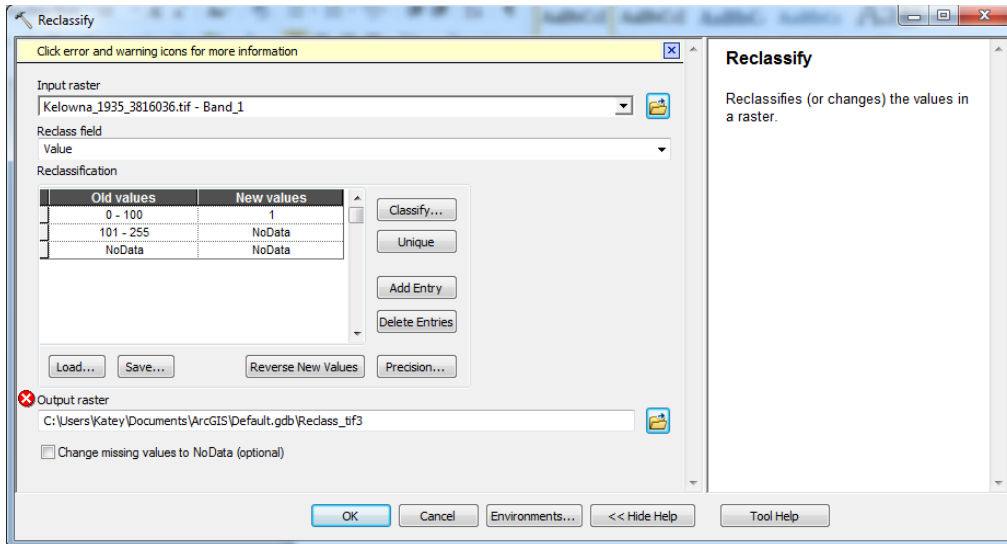 Reclassify
Click error and warning icons for more information
Input raster
Kelowna_1935_3816036.tif - Band_1
Reclass field
Value
Reclassification
Old values New values
0 - 100 1
101 - 255 NoData
NoData NoData
Classify...
Unique
Add Entry
Delete Entries
Load... Save... Reverse New Values Precision...
Output raster
C:\Users\Katey\Documents\ArcGIS\Default.gdb\Reclass_tif3
Change missing values to NoData (optional)
OK Cancel Environments... << Hide Help Tool Help
Reclassify
Reclassifies (or changes) the values in
a raster.